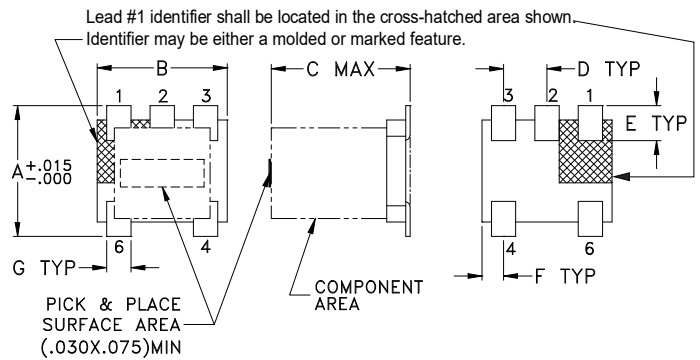 Lead #1 identifier shall be located in the cross-hatched area shown.
Identifier may be either a molded or marked feature.
B
C MAX
D TYP
1 2 3
3 2 1
E TYP
A +.015
-.000
6 4
4 6
G TYP
F TYP
COMPONENT
AREA
PICK & PLACE
SURFACE AREA
(.030X.075)MIN